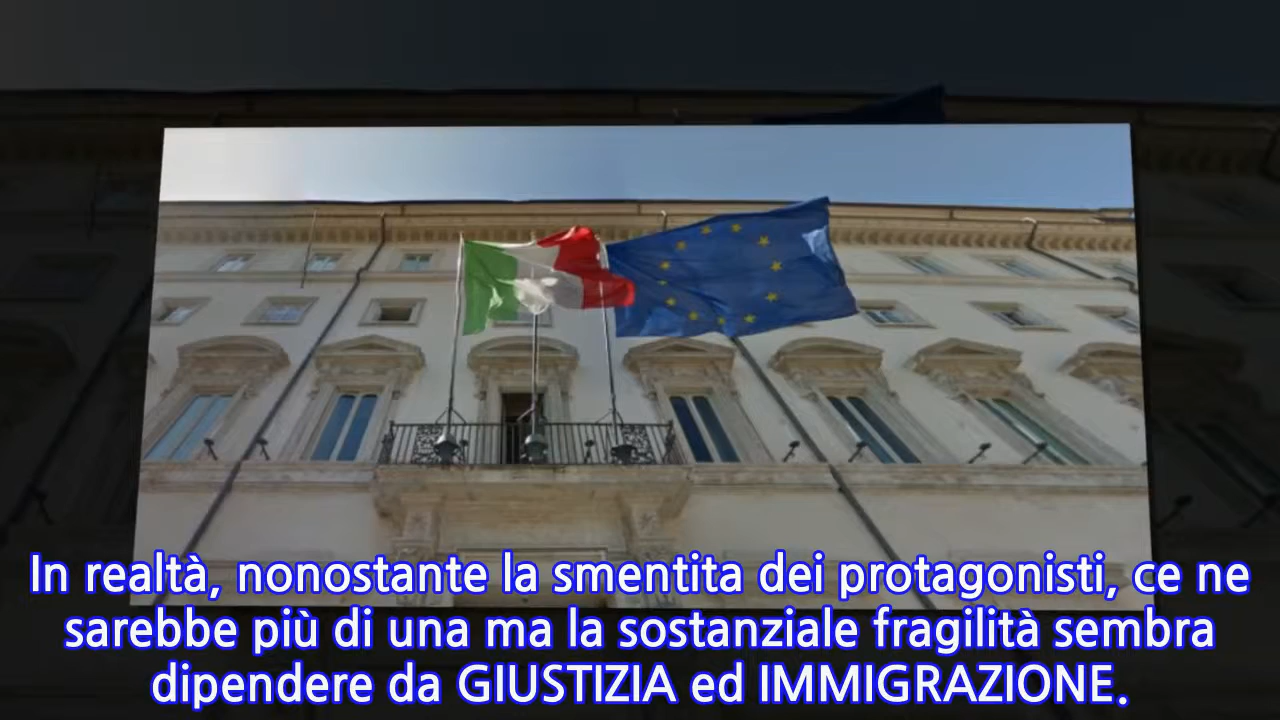 In realtà, nonostante la smentita dei protagonisti, ce ne
sarebbe più di una ma la sostanziale fragilità sembra
dipendere da GIUSTIZIA ed IMMIGRAZIONE.